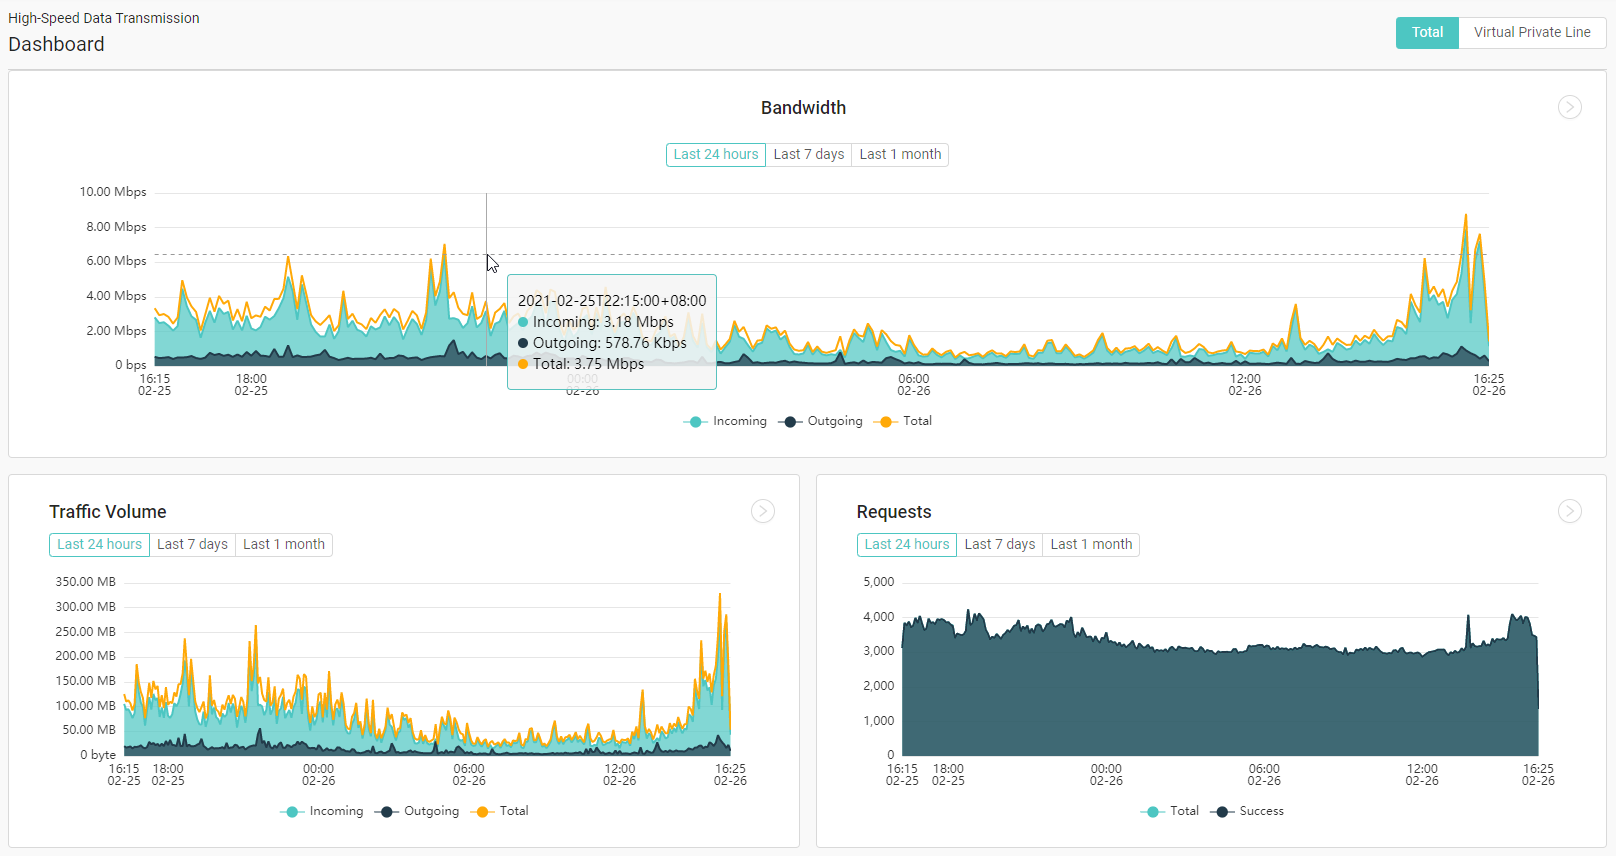 High-Speed Data Transmission
Dashboard
Total
Virtual Private Line
Bandwidth
Last 24 hours
Last 7 days
Last 1 month
10.00 Mbps
8.00 Mbps
6.00 Mbps
4.00 Mbps
2.00 Mbps
0 bps
2021-02-25T22:15:00+08:00
Incoming: 3.18 Mbps
Outgoing: 578.76 Kbps
Total: 3.75 Mbps
16:15
02-25
18:00
02-25
00:00
02-26
06:00
02-26
12:00
02-26
16:25
02-26
Incoming
Outgoing
Total
Traffic Volume
Last 24 hours
Last 7 days
Last 1 month
350.00 MB
300.00 MB
250.00 MB
200.00 MB
150.00 MB
100.00 MB
50.00 MB
0 byte
16:15
02-25
18:00
02-25
00:00
02-26
06:00
02-26
12:00
02-26
16:25
02-26
Incoming
Outgoing
Total
Requests
Last 24 hours
Last 7 days
Last 1 month
5,000
4,000
3,000
2,000
1,000
0
16:15
02-25
18:00
02-25
00:00
02-26
06:00
02-26
12:00
02-26
16:25
02-26
Total
Success